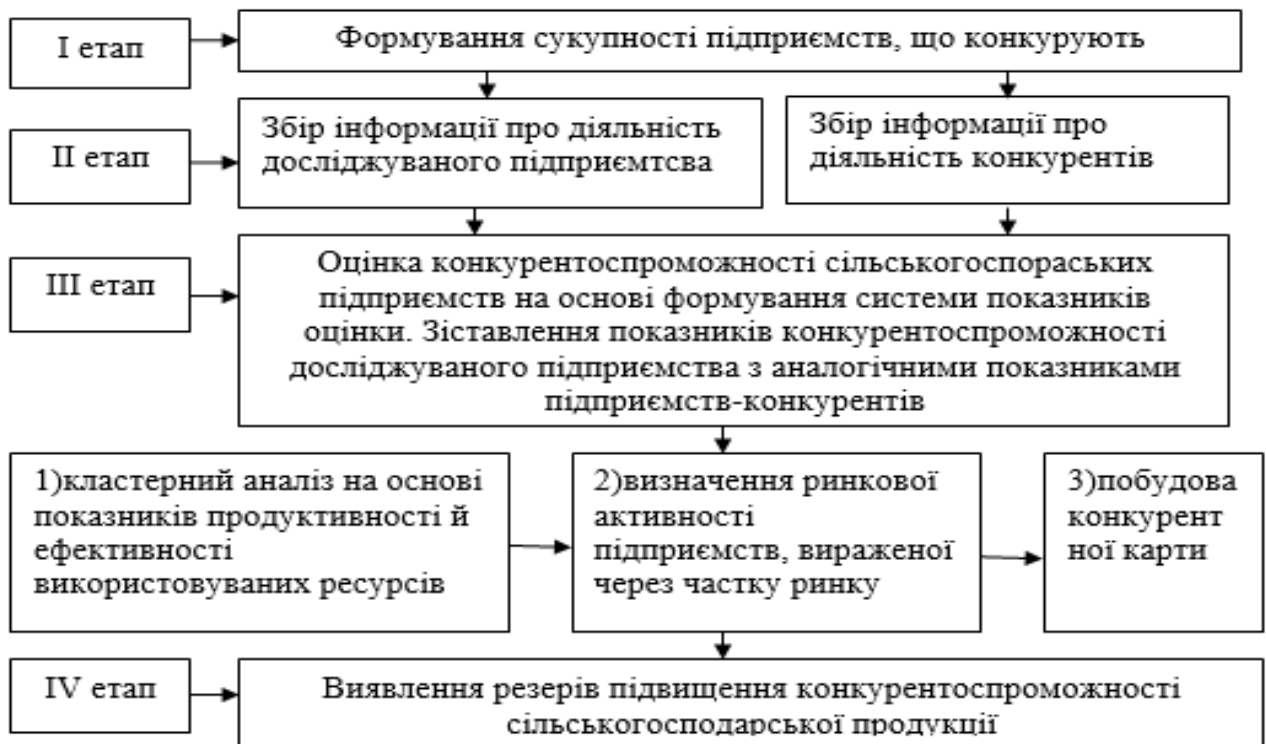 І етап
Формування сукупності підприємств, що конкурують
ІІ етап
Збір інформації про діяльність
досліджуваного підприємтсва
Збір інформації про
діяльність конкурентів
ІІІ етап
Оцінка конкурентоспроможності сільськогоспораських
підприємств на основі формування системи показників
оцінки. Зіставлення показників конкурентоспроможності
досліджуваного підприємства з аналогічними показниками
підприємств-конкурентів
1)кластерний аналіз на основі
показників продуктивності й
ефективності
використовуваних ресурсів
2)визначення ринкової
активності
підприємств, вираженої
через частку ринку
3)побудова
конкурент
ної карти
IV етап
Виявлення резерів підвищення конкурентоспроможності
сільськогосподарської продукції